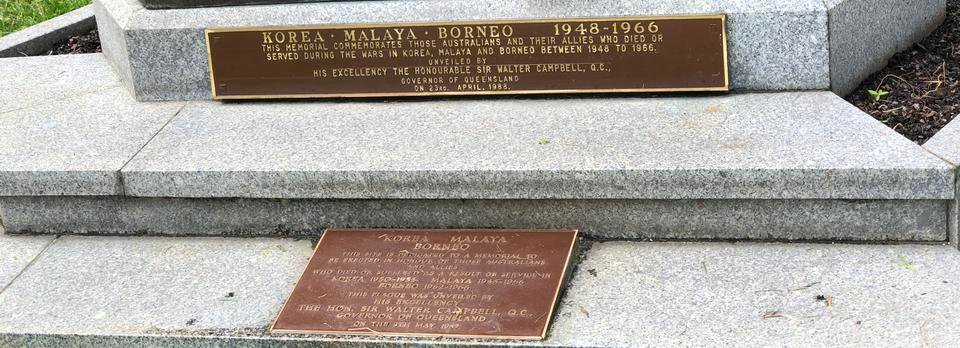 KOREA · MALAYA · BORNEO 1948-1966
THIS MEMORIAL COMMEMORATES THOSE AUSTRALIANS AND THEIR ALLIES WHO DIED OR
SERVED DURING THE WARS IN KOREA, MALAYA AND BORNEO BETWEEN 1948 TO 1966.
UNVEILED BY
HIS EXCELLENCY THE HONOURABLE SIR WALTER CAMPBELL, Q.C.,
GOVERNOR OF QUEENSLAND
ON 23RD. APRIL, 1988.
KOREA MALAYA
BORNEO
THIS SITE IS DEDICATED TO A MEMORIAL TO
BE ERECTED IN HONOUR OF THOSE AUSTRALIANS
ALLIES
WHO DIED OR SUFFERED AS A RESULT OF SERVICE IN
KOREA 1950-1953 MALAYA 1948-1966
BORNEO 1962-1966
THIS PLAQUE WAS UNVEILED BY
HIS EXCELLENCY
THE HON. SIR WALTER CAMPBELL, Q.C.
GOVERNOR OF QUEENSLAND
ON THE MAY 1987